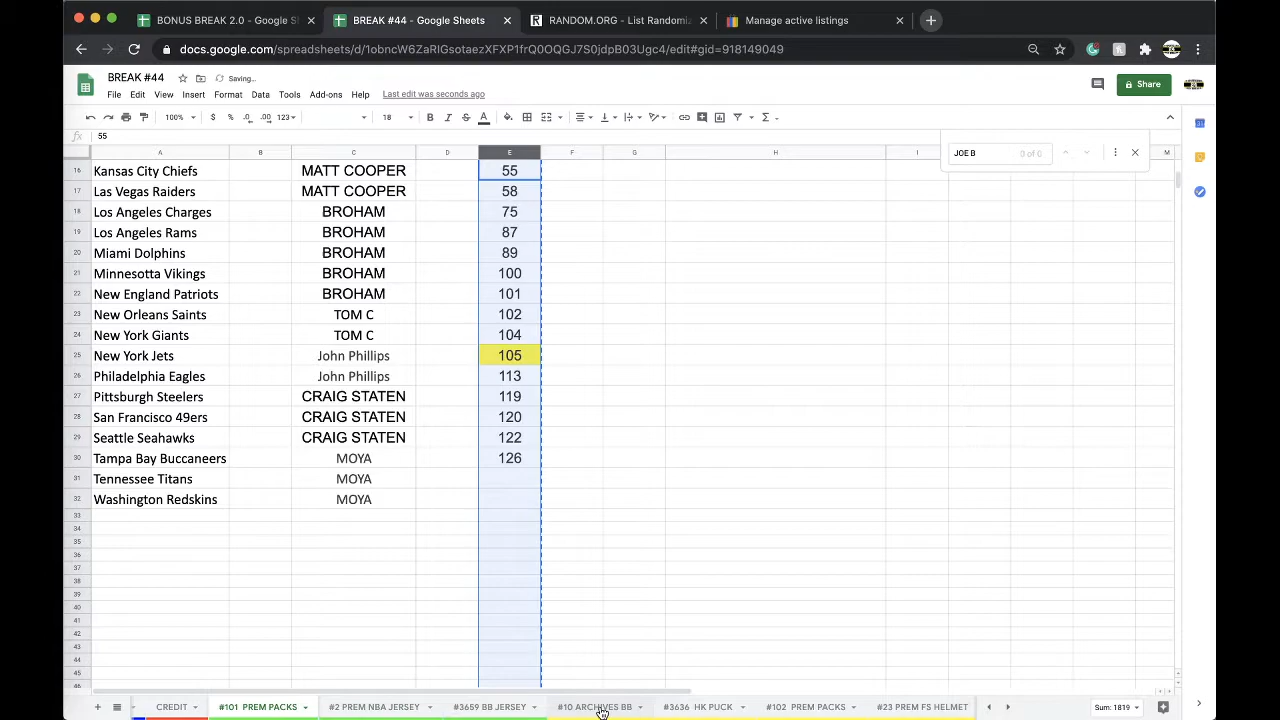 BONUS BREAK 2.0 - Google S
BREAK #44 - Google Sheets
RANDOM.ORG - List Randomi
Manage active listings
docs.google.com/spreadsheets/d/1obncW6ZaRIGsotaezXFXP1frQ0OQGJ7S0jdpB03Ugc4/edit#gid=918149049
BREAK #44
Saving...
File Edit View Insert Format Data Tools Add-ons Help Last edit was seconds ago
Share
100% $ % .0 .00 123 18 B I S A
fx 55
JOE B 0 of 0
A B C D E F G H I M
16 Kansas City Chiefs MATT COOPER 55
17 Las Vegas Raiders MATT COOPER 58
18 Los Angeles Charges BROHAM 75
19 Los Angeles Rams BROHAM 87
20 Miami Dolphins BROHAM 89
21 Minnesotta Vikings BROHAM 100
22 New England Patriots BROHAM 101
23 New Orleans Saints TOM C 102
24 New York Giants TOM C 104
25 New York Jets John Phillips 105
26 Philadelphia Eagles John Phillips 113
27 Pittsburgh Steelers CRAIG STATEN 119
28 San Francisco 49ers CRAIG STATEN 120
29 Seattle Seahawks CRAIG STATEN 122
30 Tampa Bay Buccaneers MOYA 126
31 Tennessee Titans MOYA
32 Washington Redskins MOYA
33
34
35
36
37
38
39
40
41
42
43
44
45
46
CREDIT #101 PREM PACKS #2 PREM NBA JERSEY #3659 BB JERSEY #10 ARCHIVES BB #3636 HK PUCK #102 PREM PACKS #23 PREM FS HELMET Sum: 1819